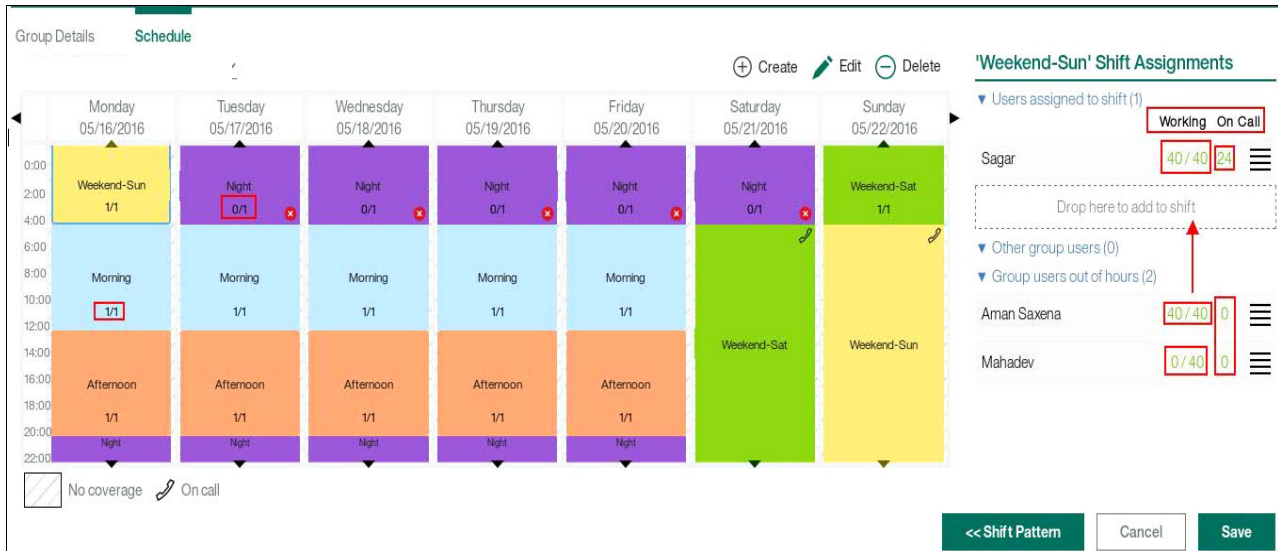 Group Details Schedule
Create Edit Delete
'Weekend-Sun' Shift Assignments
Monday Tuesday Wednesday Thursday Friday Saturday Sunday
05/16/2016 05/17/2016 05/18/2016 05/19/2016 05/20/2016 05/21/2016 05/22/2016
Users assigned to shift (1)
Working On Call
Sagar 40 / 40 24
Drop here to add to shift
Other group users (0)
Group users out of hours (2)
Aman Saxena 40 / 40 0
Mahadev 0 / 40 0
0:00
2:00
4:00
6:00
8:00
10:00
12:00
14:00
16:00
18:00
20:00
22:00
Weekend-Sun Night Night Night Night Night Weekend-Sat
1/1 0/1 0/1 0/1 0/1 0/1 1/1
Morning Morning Morning Morning Morning
1/1 1/1 1/1 1/1 1/1
Weekend-Sat Weekend-Sun
Afternoon Afternoon Afternoon Afternoon Afternoon
1/1 1/1 1/1 1/1 1/1
Night Night Night Night Night
No coverage On call
<< Shift Pattern Cancel Save